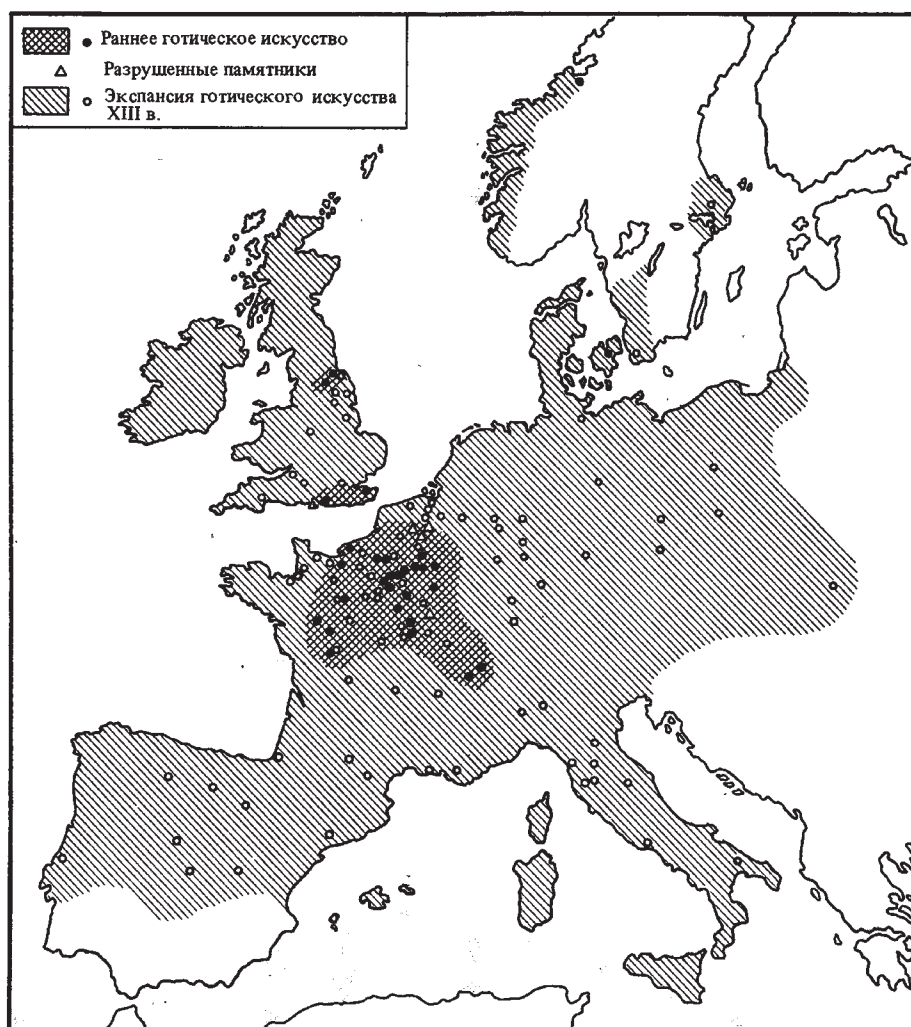 Раннее готическое искусство
Разрушенные памятники
Экспансия готического искусства
XIII в.